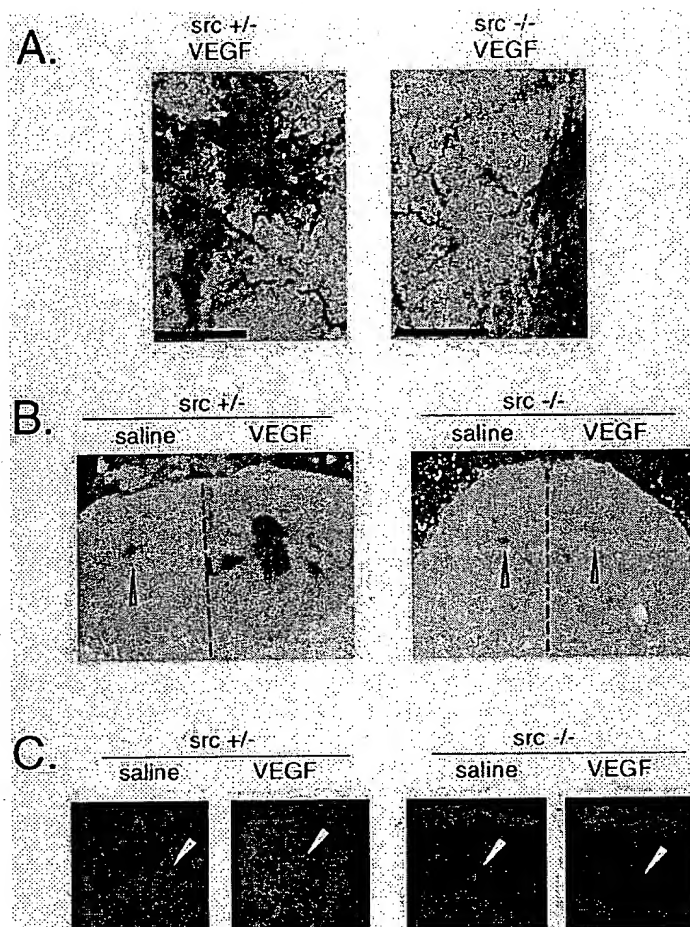 A.
src +/-
VEGF
src -/-
VEGF
B.
src +/-
saline VEGF
src -/-
saline VEGF
C.
src +/-
saline VEGF
src -/-
saline VEGF